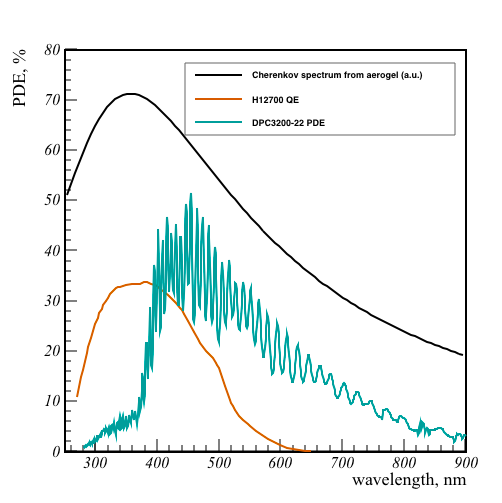 PDE, %
80
70
60
50
40
30
20
10
0
Cherenkov spectrum from aerogel (a.u.)
H12700 QE
DPC3200-22 PDE
300 400 500 600 700 800 900
wavelength, nm